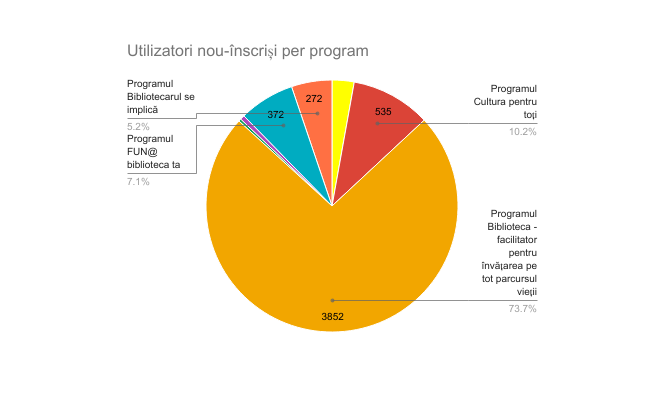 Utilizatori nou-înscriși per program
Programul
Bibliotecarul se
implică
5.2%
Programul
FUN@
biblioteca ta
7.1%
272
372
535
3852
Programul
Cultura pentru
toți
10.2%
Programul
Biblioteca -
facilitator
pentru
învățarea pe
tot parcursul
vieții
73.7%